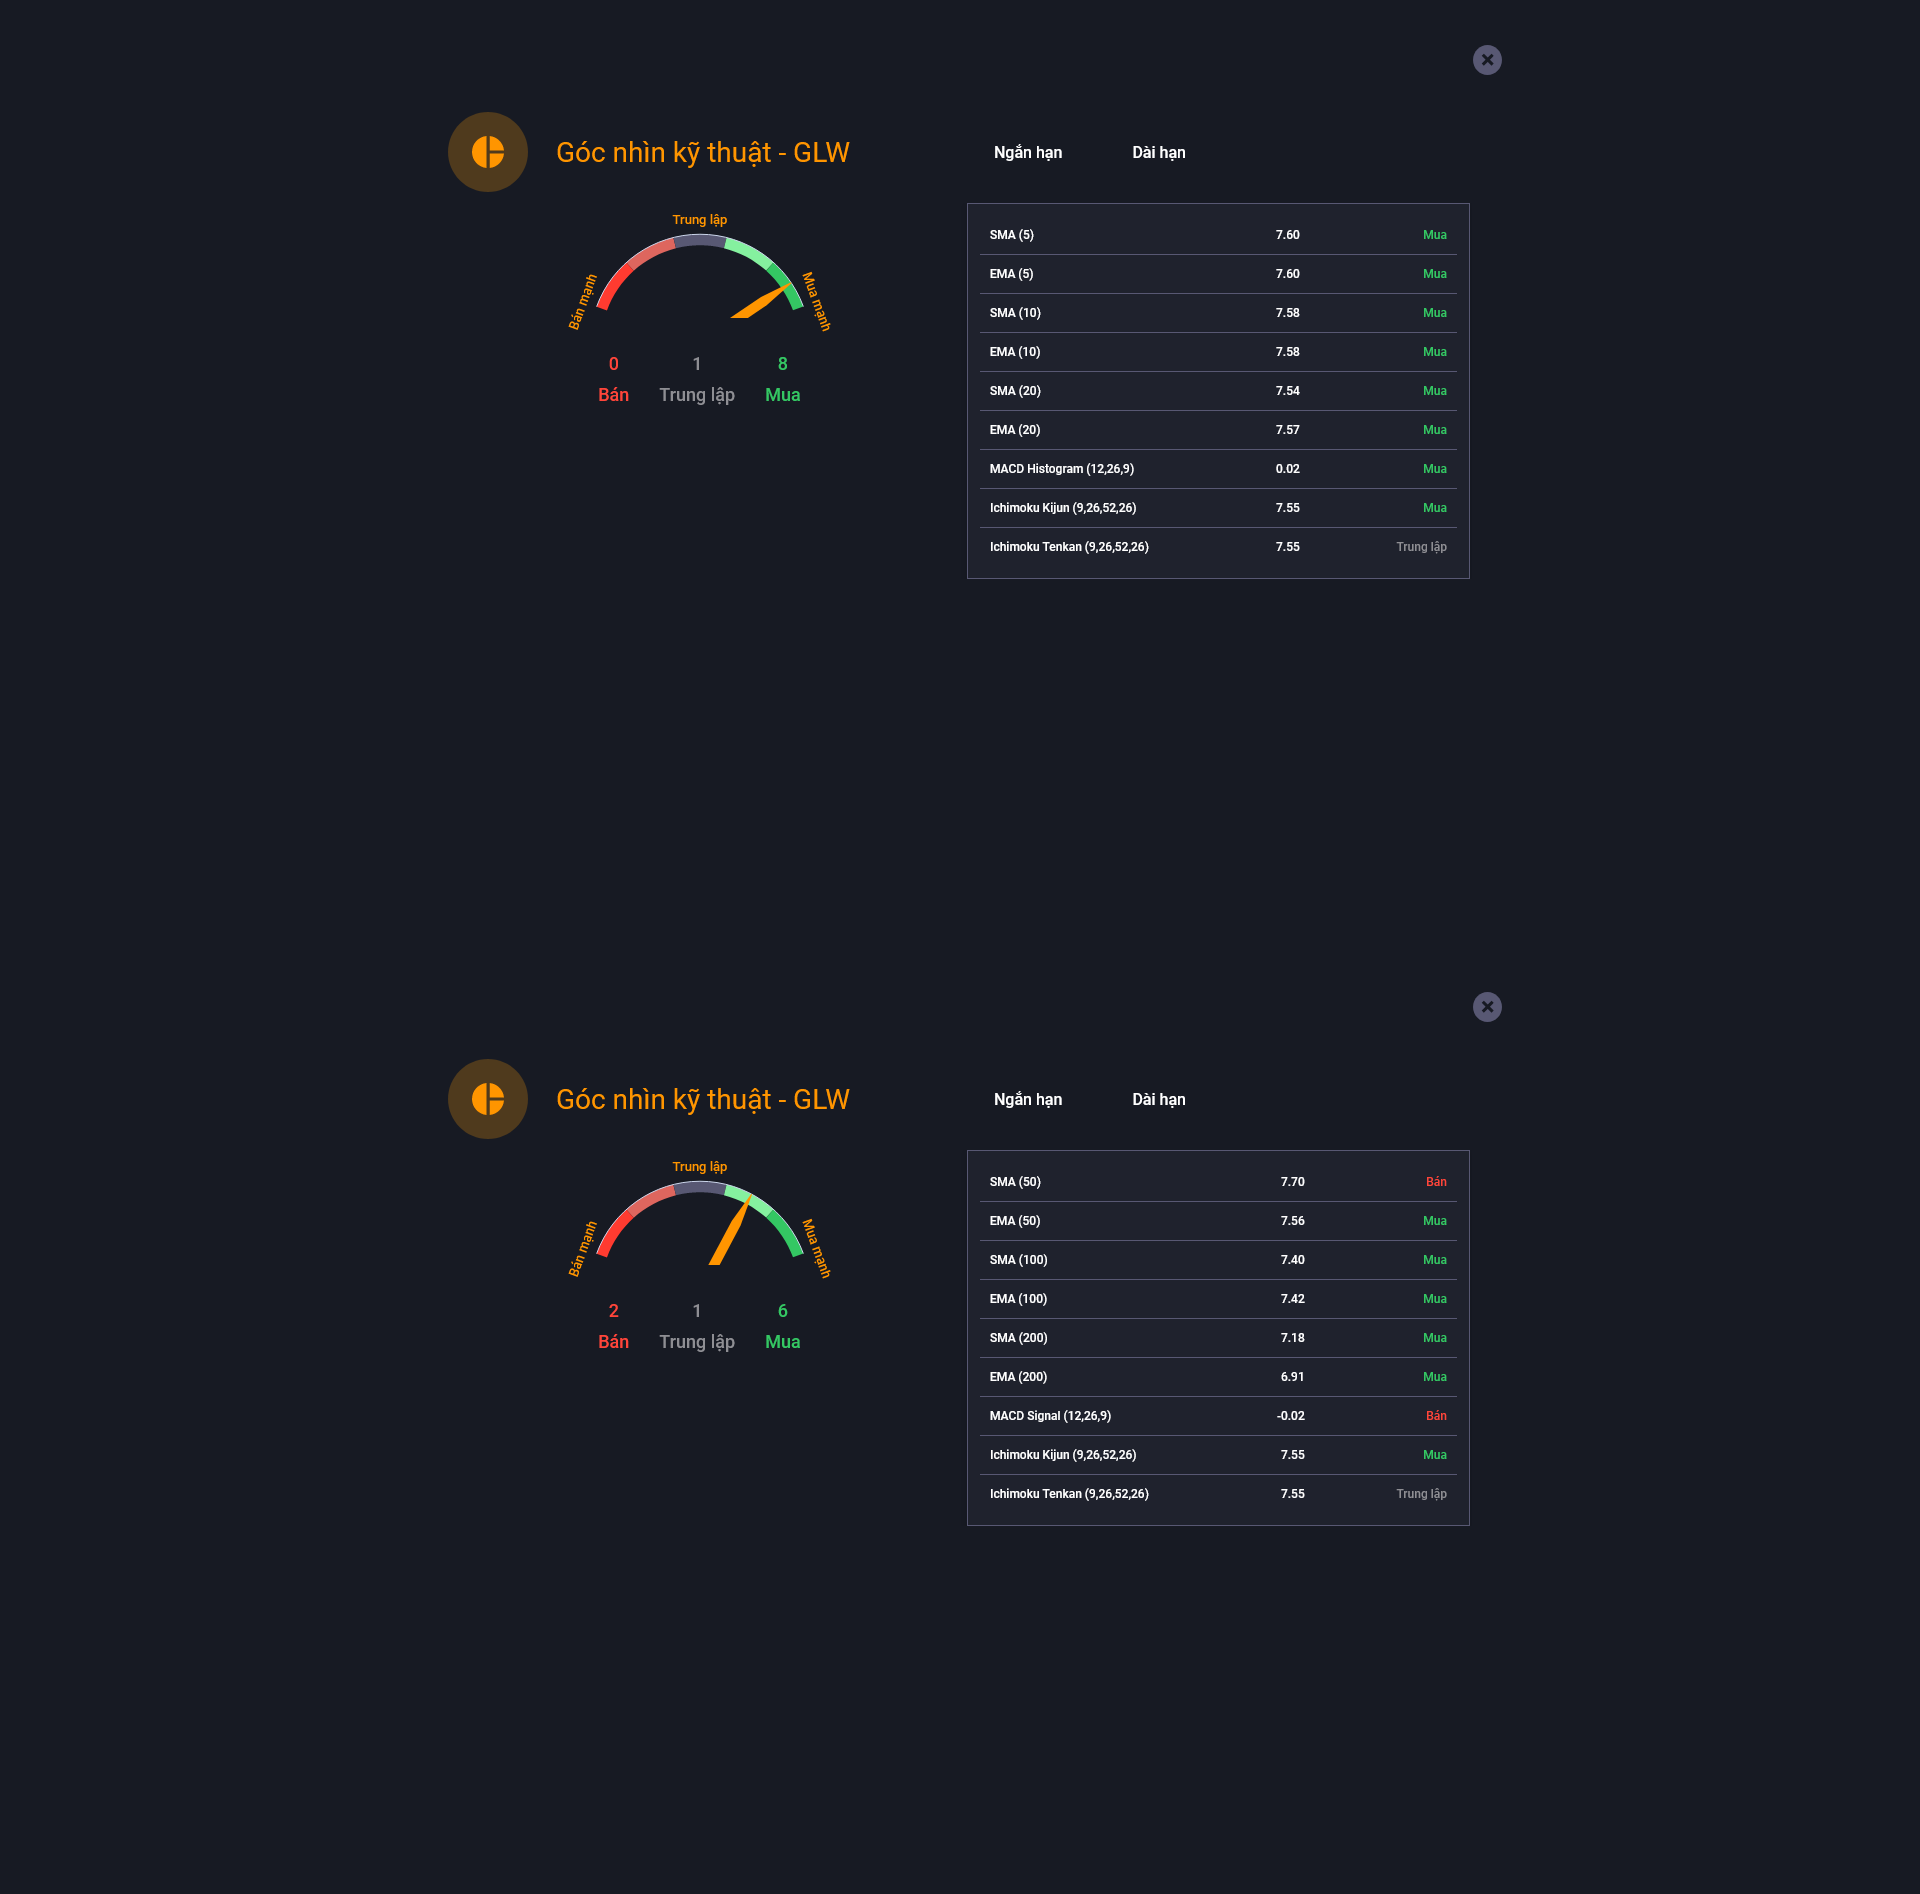 Góc nhìn kỹ thuật - GLW
Ngắn hạn Dài hạn
Trung lập
Bán mạnh
Mua mạnh
0 1 8
Bán Trung lập Mua
SMA (5) 7.60 Mua
EMA (5) 7.60 Mua
SMA (10) 7.58 Mua
EMA (10) 7.58 Mua
SMA (20) 7.54 Mua
EMA (20) 7.57 Mua
MACD Histogram (12,26,9) 0.02 Mua
Ichimoku Kijun (9,26,52,26) 7.55 Mua
Ichimoku Tenkan (9,26,52,26) 7.55 Trung lập
Góc nhìn kỹ thuật - GLW
Ngắn hạn Dài hạn
Trung lập
Bán mạnh
Mua mạnh
2 1 6
Bán Trung lập Mua
SMA (50) 7.70 Bán
EMA (50) 7.56 Mua
SMA (100) 7.40 Mua
EMA (100) 7.42 Mua
SMA (200) 7.18 Mua
EMA (200) 6.91 Mua
MACD Signal (12,26,9) -0.02 Bán
Ichimoku Kijun (9,26,52,26) 7.55 Mua
Ichimoku Tenkan (9,26,52,26) 7.55 Trung lập